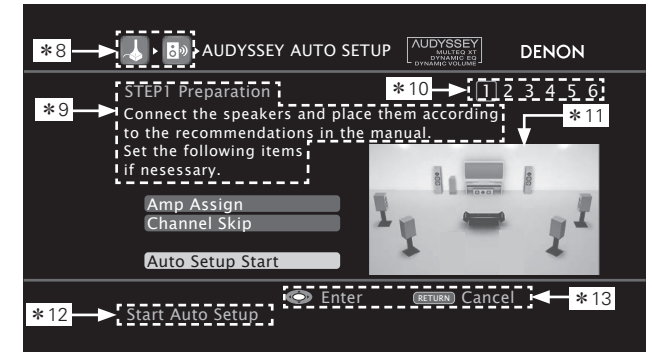 *8
AUDYSSEY AUTO SETUP
AUDYSSEY
MULTEQ XT
DYNAMIC EQ
DYNAMIC VOLUME
DENON
*9
STEP1 Preparation
*10
1 2 3 4 5 6
Connect the speakers and place them according
to the recommendations in the manual.
Set the following items
if nesessary.
*11
Amp Assign
Channel Skip
Auto Setup Start
Enter
RETURN Cancel
*13
*12
Start Auto Setup